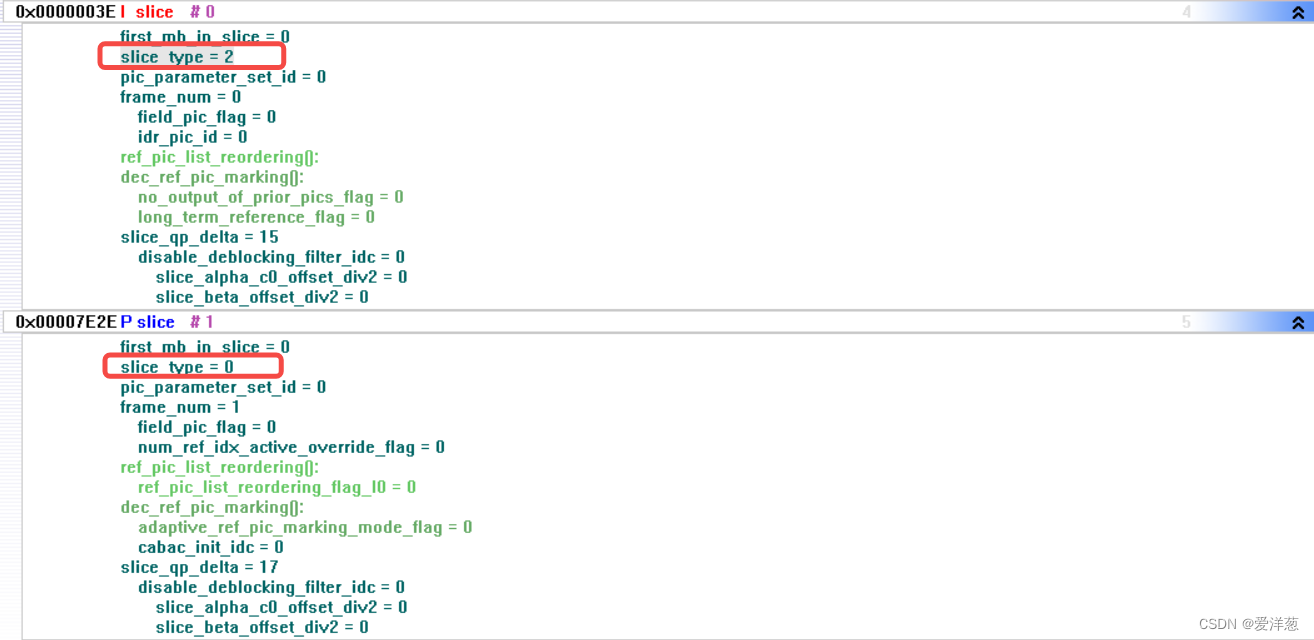 0x0000003E I slice # 0 4
first_mb_in_slice = 0
slice_type = 2
pic_parameter_set_id = 0
frame_num = 0
field_pic_flag = 0
idr_pic_id = 0
ref_pic_list_reordering():
dec_ref_pic_marking():
no_output_of_prior_pics_flag = 0
long_term_reference_flag = 0
slice_qp_delta = 15
disable_deblocking_filter_idc = 0
slice_alpha_c0_offset_div2 = 0
slice_beta_offset_div2 = 0
0x00007E2E P slice # 1 5
first_mb_in_slice = 0
slice_type = 0
pic_parameter_set_id = 0
frame_num = 1
field_pic_flag = 0
num_ref_idx_active_override_flag = 0
ref_pic_list_reordering():
ref_pic_list_reordering_flag_l0 = 0
dec_ref_pic_marking():
adaptive_ref_pic_marking_mode_flag = 0
cabac_init_idc = 0
slice_qp_delta = 17
disable_deblocking_filter_idc = 0
slice_alpha_c0_offset_div2 = 0
slice_beta_offset_div2 = 0
CSDN @爱洋葱